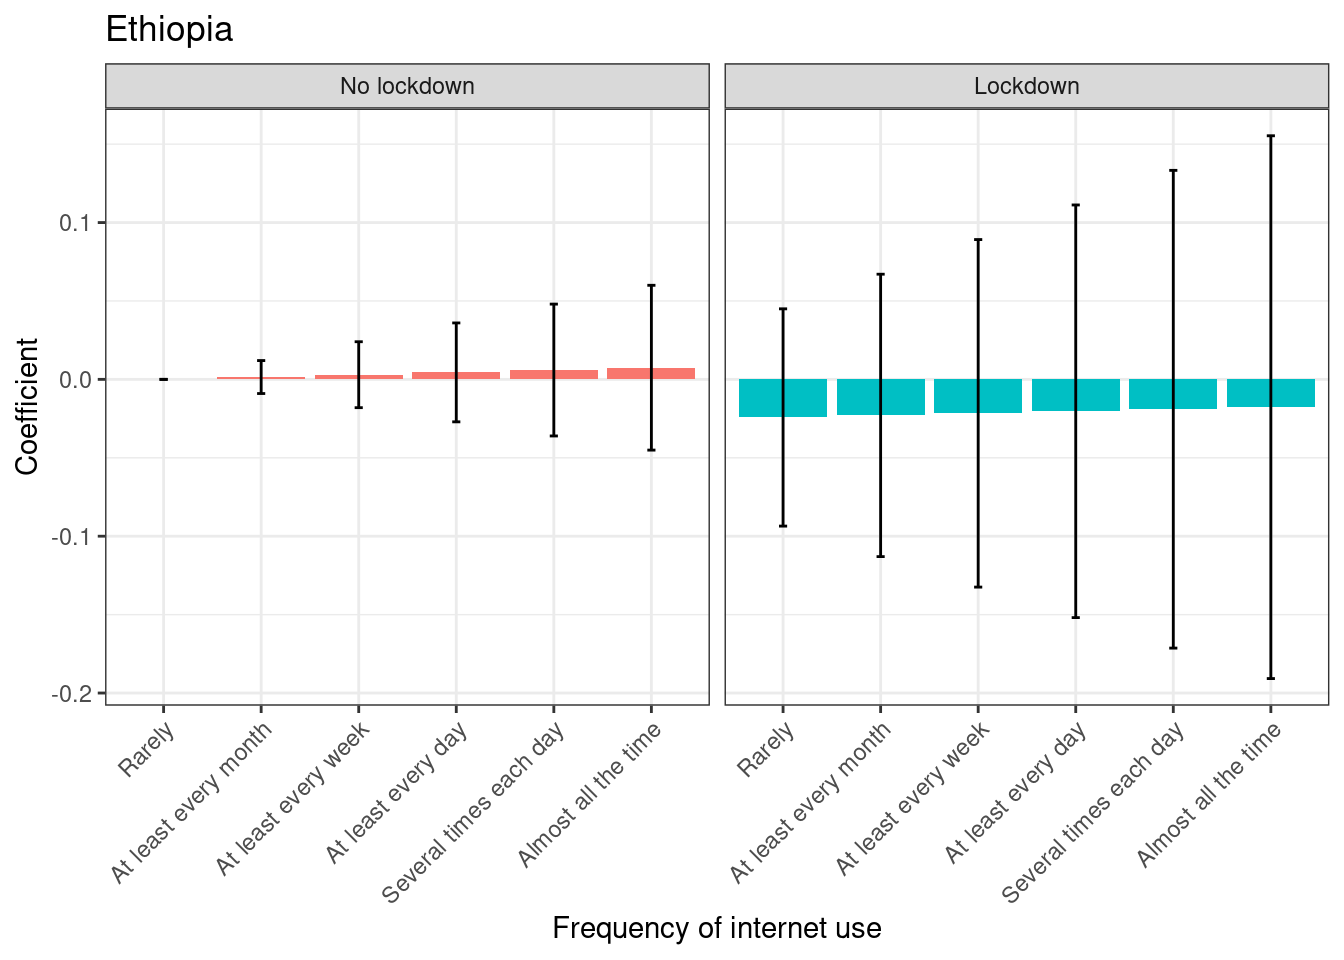 Ethiopia
No lockdown
Lockdown
Coefficient
0.1
0.0
-0.1
-0.2
Rarely
At least every month
At least every week
At least every day
Several times each day
Almost all the time
Rarely
At least every month
At least every week
At least every day
Several times each day
Almost all the time
Frequency of internet use